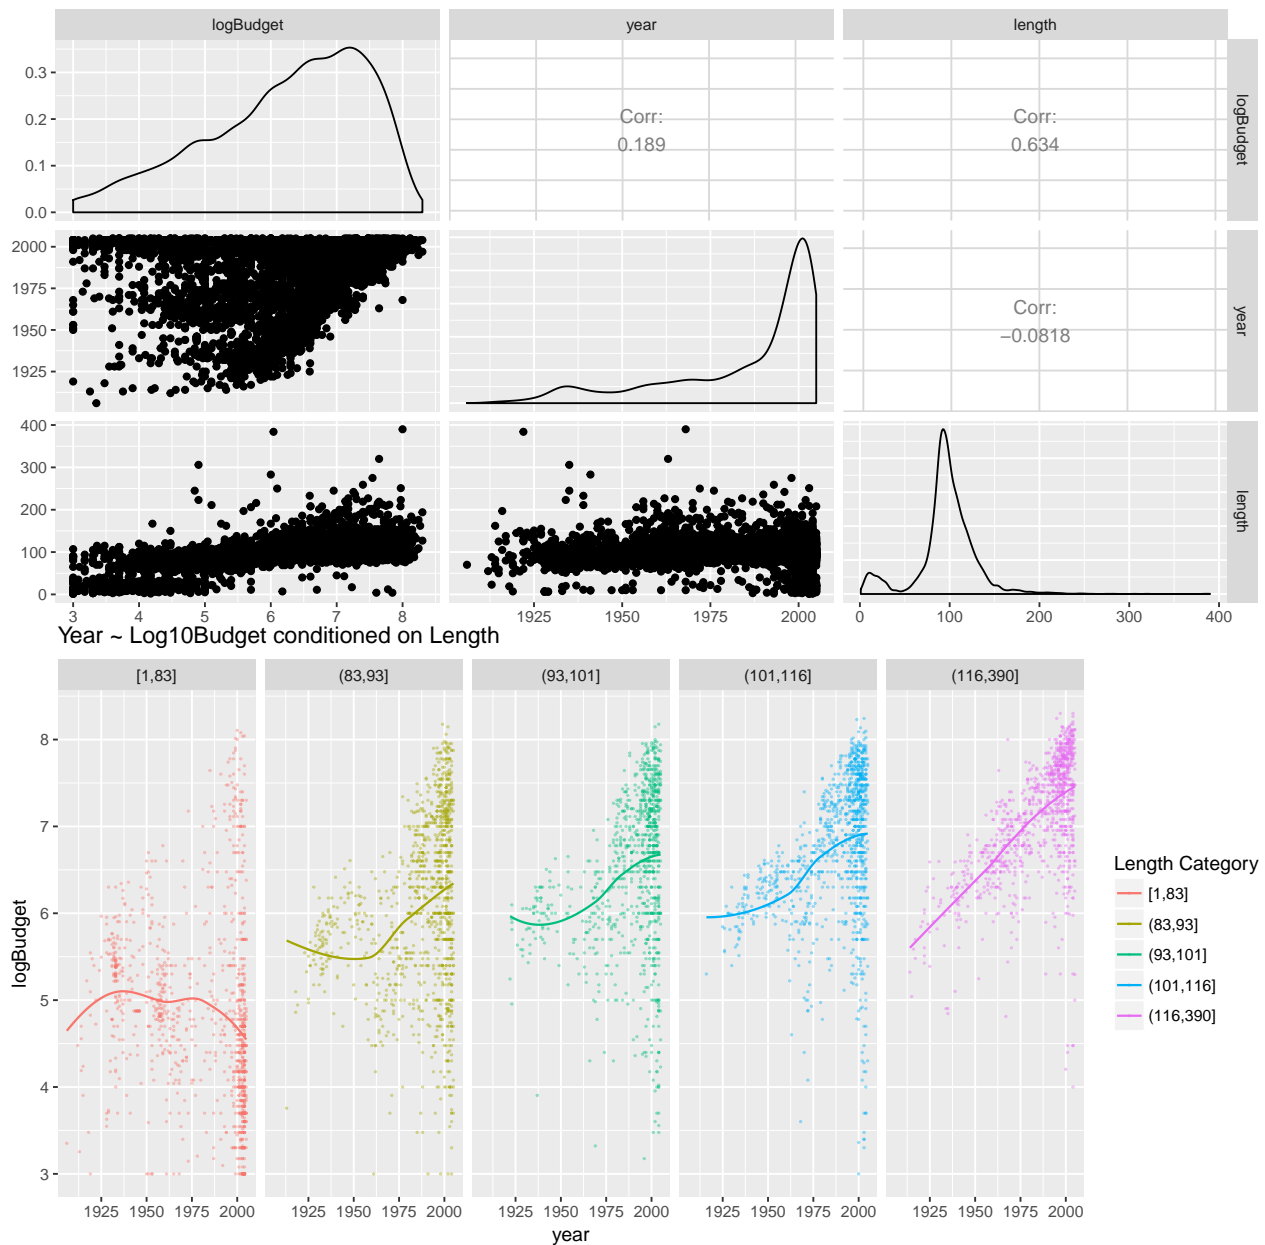 logBudget year length
0.3
0.2
0.1
0.0
Corr:
0.189
Corr:
0.634
logBudget
2000
1975
1950
1925
Corr:
−0.0818
year
400
300
200
100
0
length
3 4 5 6 7 8
1925 1950 1975 2000
0 100 200 300 400
Year ~ Log10Budget conditioned on Length
[1,83] (83,93] (93,101] (101,116] (116,390]
logBudget
8
7
6
5
4
3
1925 1950 1975 2000
1925 1950 1975 2000
1925 1950 1975 2000
1925 1950 1975 2000
1925 1950 1975 2000
year
Length Category
[1,83]
(83,93]
(93,101]
(101,116]
(116,390]